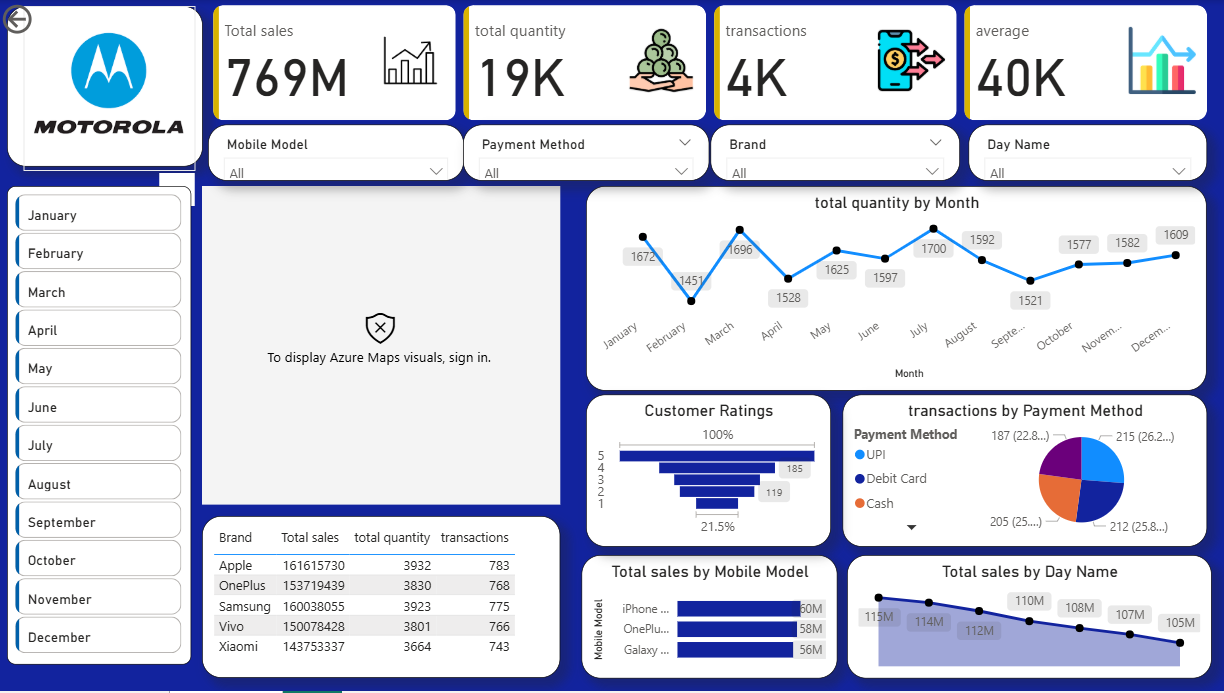 MOTOROLA
Total sales
769M
total quantity
19K
transactions
4K
average
40K
Mobile Model
All
Payment Method
All
Brand
All
Day Name
All
January
February
March
April
May
June
July
August
September
October
November
December
To display Azure Maps visuals, sign in.
total quantity by Month
1672
1451
1696
1528
1625
1597
1700
1592
1521
1577
1582
1609
January
February
March
April
May
June
July
August
Septe...
October
Novem...
Decem...
Month
Customer Ratings
100%
5
4
185
3
2
119
1
21.5%
transactions by Payment Method
Payment Method
UPI
Debit Card
Cash
187 (22.8...)
215 (26.2...)
205 (25....)
212 (25.8...)
Brand Total sales total quantity transactions
Apple 161615730 3932 783
OnePlus 153719439 3830 768
Samsung 160038055 3923 775
Vivo 150078428 3801 766
Xiaomi 143753337 3664 743
Total sales by Mobile Model
Mobile Model
iPhone ... 60M
OnePlu... 58M
Galaxy ... 56M
Total sales by Day Name
115M
114M
112M
110M
108M
107M
105M